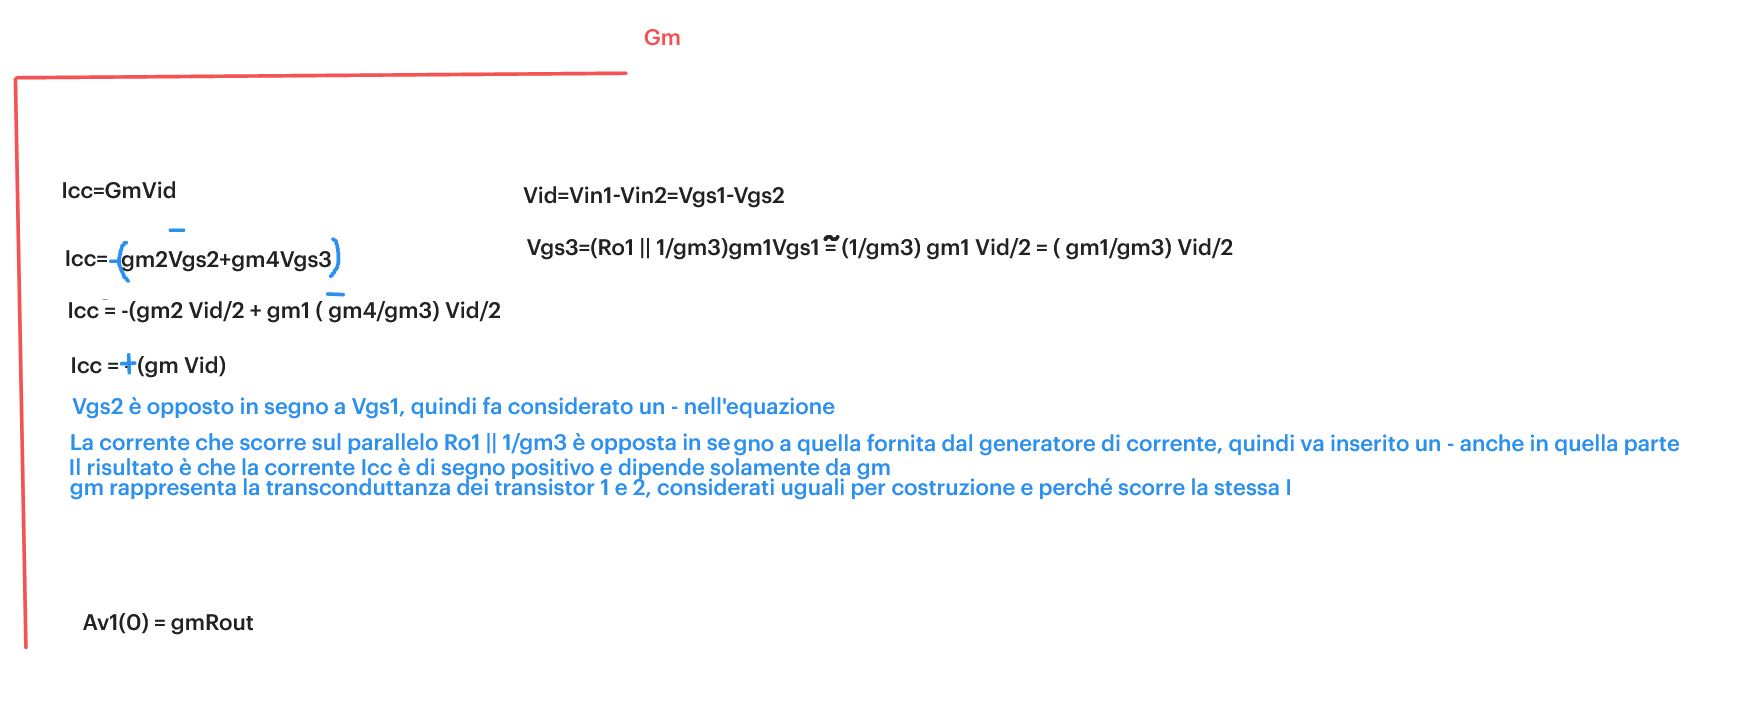 Gm
Icc=GmVid
Vid=Vin1-Vin2=Vgs1-Vgs2
Icc=-(gm2Vgs2+gm4Vgs3)
Vgs3=(Ro1 || 1/gm3)gm1Vgs1 ≅ (1/gm3) gm1 Vid/2 = ( gm1/gm3) Vid/2
Icc = -(gm2 Vid/2 + gm1 ( gm4/gm3) Vid/2
Icc =+(gm Vid)
Vgs2 è opposto in segno a Vgs1, quindi fa considerato un - nell'equazione
La corrente che scorre sul parallelo Ro1 || 1/gm3 è opposta in segno a quella fornita dal generatore di corrente, quindi va inserito un - anche in quella parte
Il risultato è che la corrente Icc è di segno positivo e dipende solamente da gm
gm rappresenta la transconduttanza dei transistor 1 e 2, considerati uguali per costruzione e perché scorre la stessa I
Av1(0) = gmRout